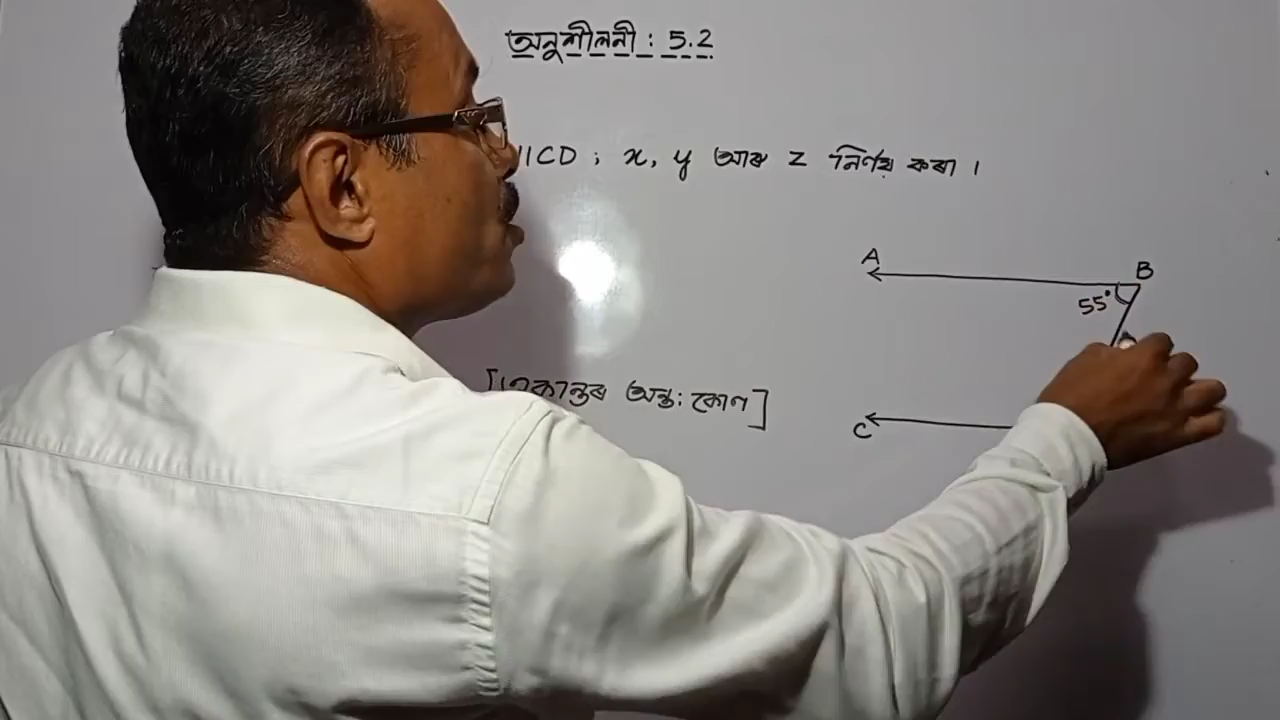 অনুশীলনী : 5.2
||CD ; x, y আৰু z নিৰ্ণয় কৰা ।
A
B
55°
[একান্তৰ অন্ত: কোণ]
C